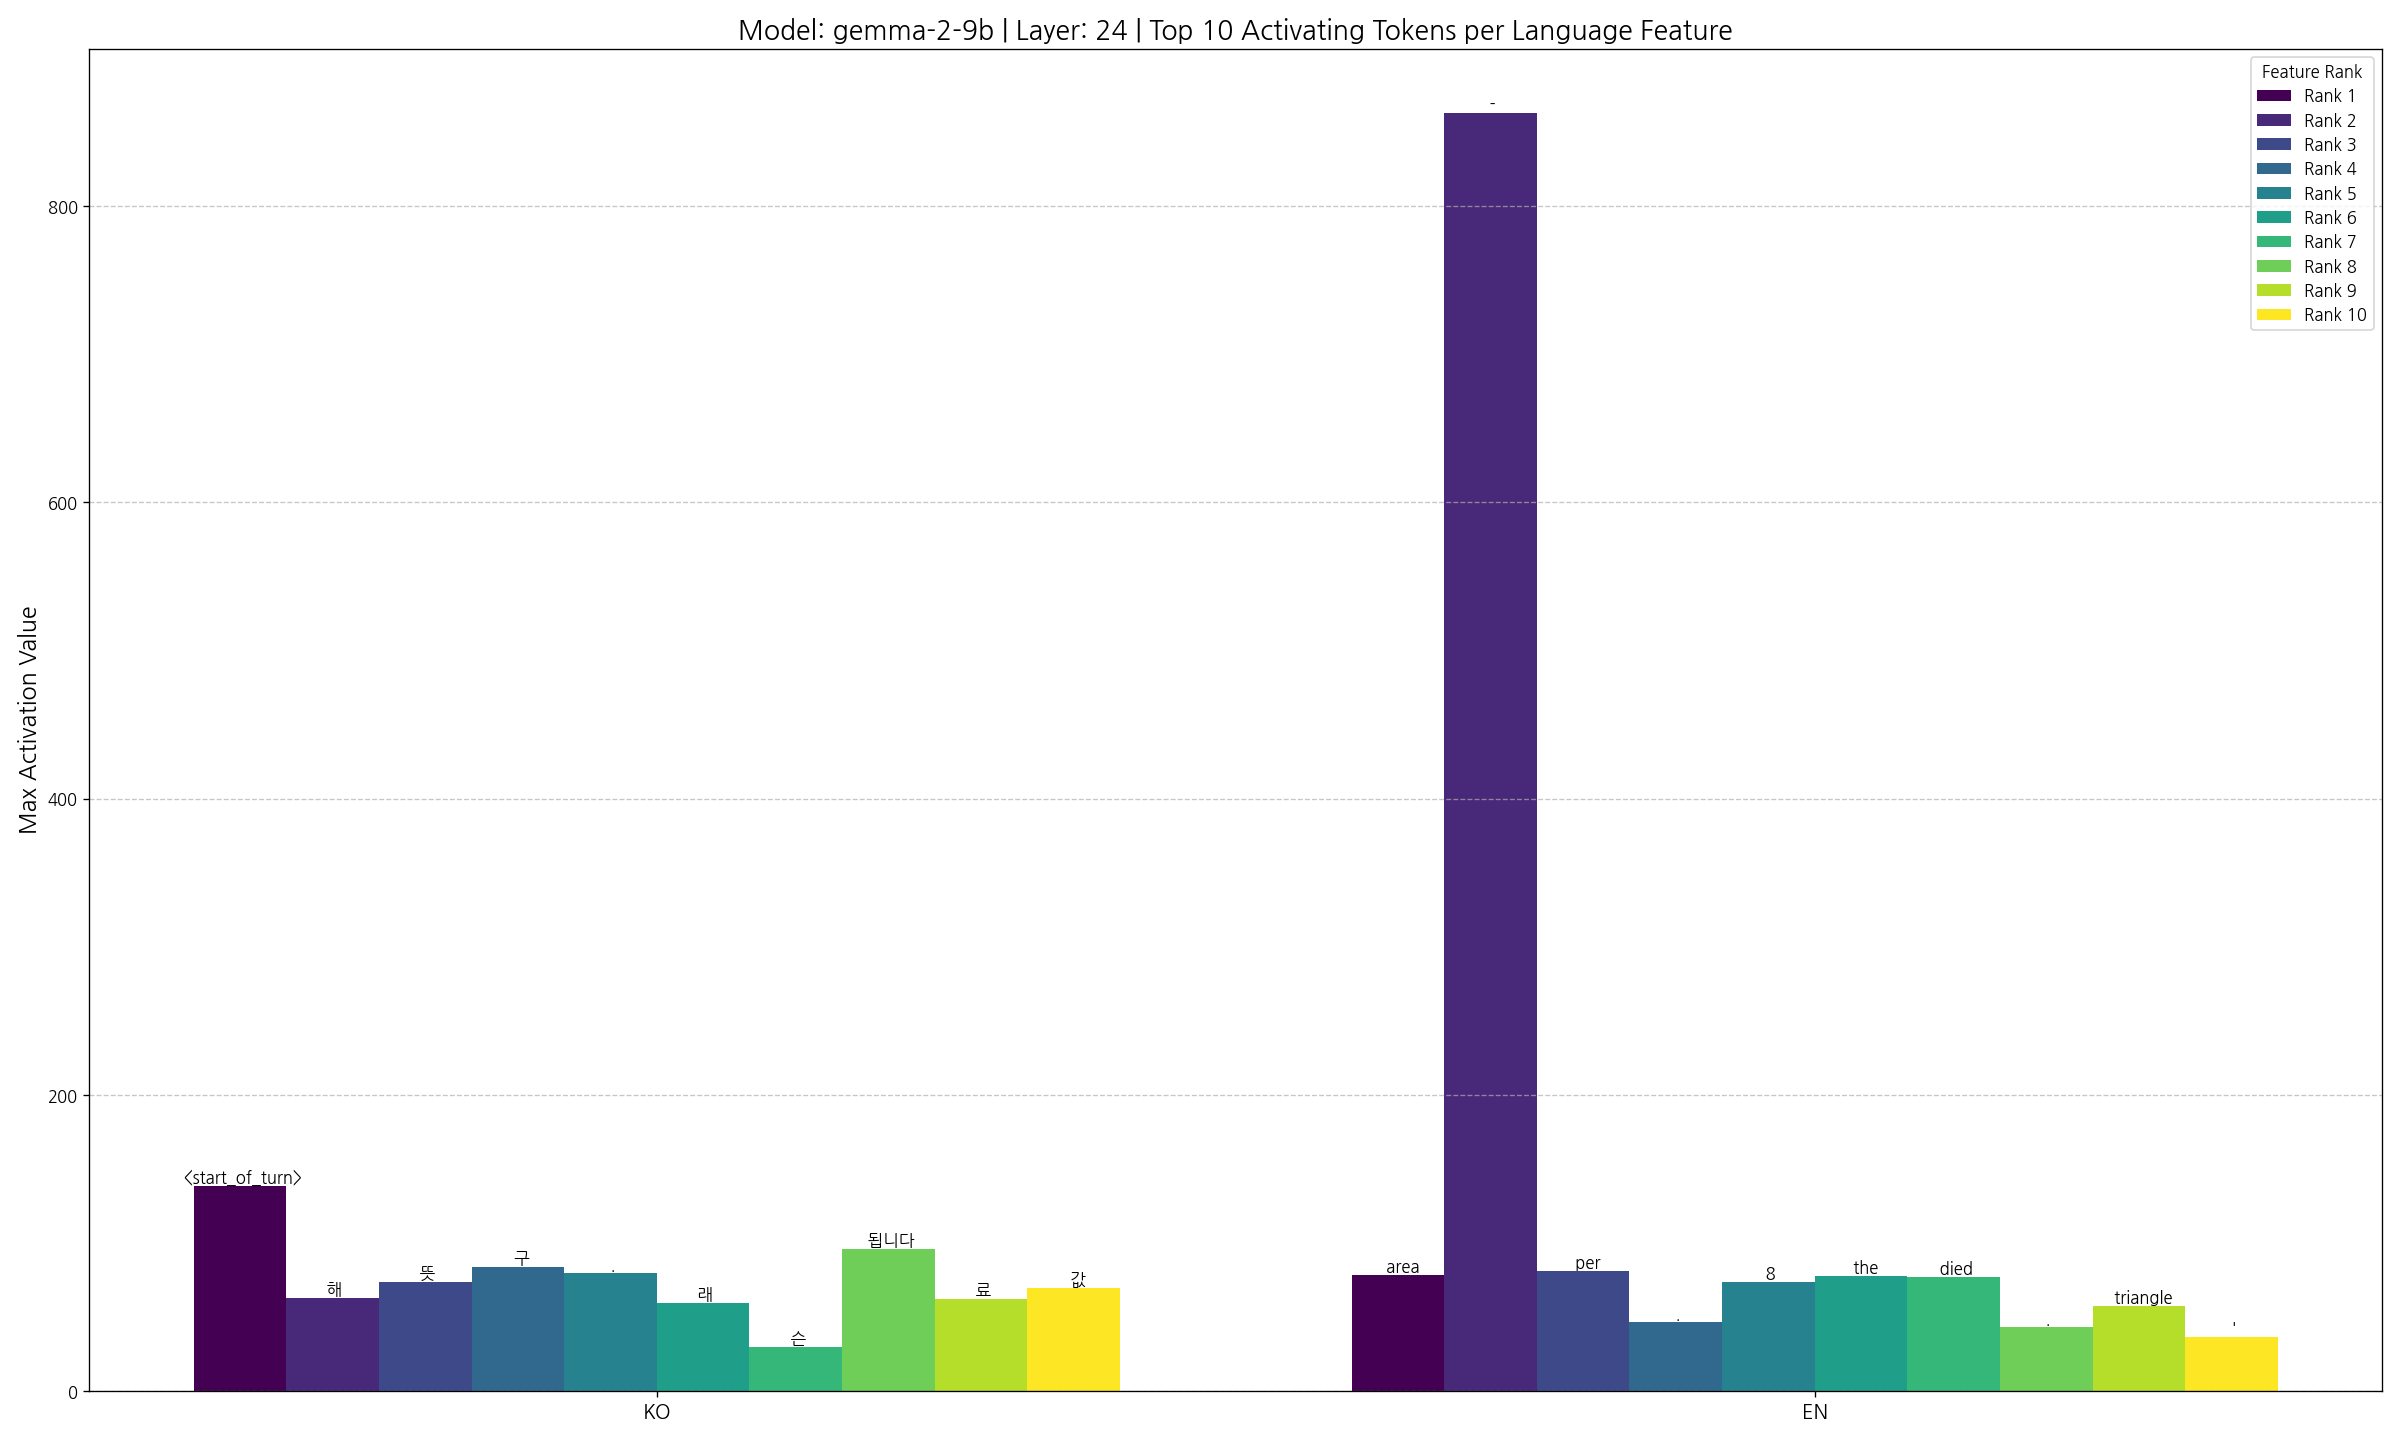 Model: gemma-2-9b | Layer: 24 | Top 10 Activating Tokens per Language Feature
Feature Rank
Rank 1
Rank 2
Rank 3
Rank 4
Rank 5
Rank 6
Rank 7
Rank 8
Rank 9
Rank 10
Max Activation Value
800
600
400
200
0
<start_of_turn>
해
뜻
구
.
래
슨
됩니다
료
값
area
-
per
.
8
the
died
.
triangle
'
KO
EN